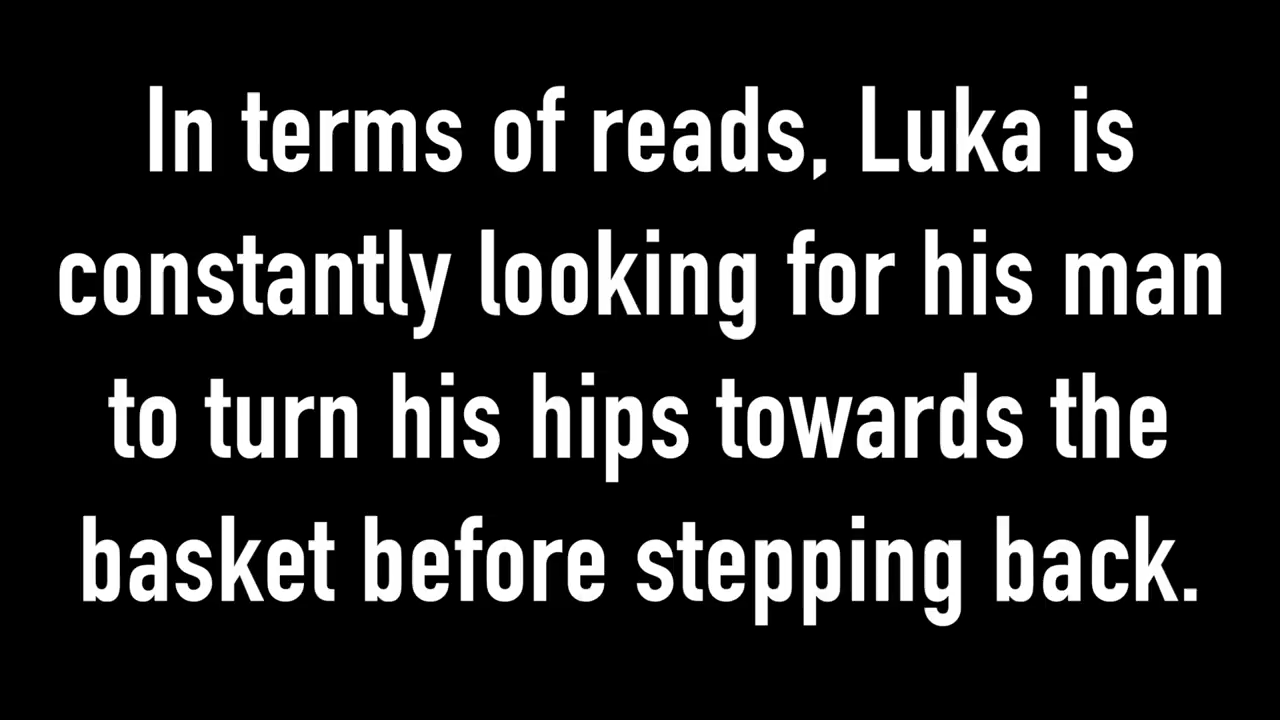 In terms of reads, Luka is
constantly looking for his man
to turn his hips towards the
basket before stepping back.